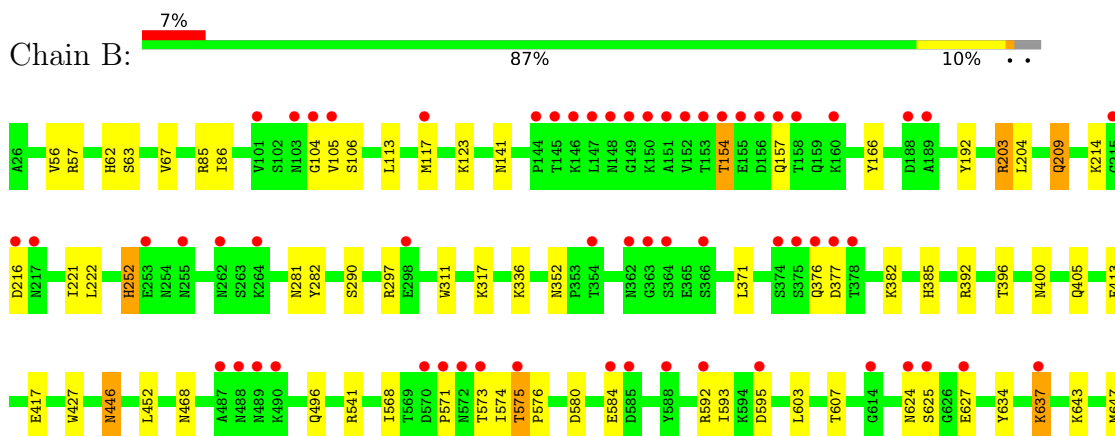 7%
Chain B:
87% 10% • •
A26 V56 R57 H62 S63 V67 R85 I86 V101 S102 N103 G104 V105 S106 L113 M117 K123 N141 P144 T145 K146 L147 N148 G149 K150 A151 V152 T153 T154 E155 D156 Q157 T158 Q159 K160 Y166 D188 A189 Y192 R203 L204 Q209 K214 G215
D216 N217 I221 L222 H252 E253 N254 N255 N262 S263 K264 N281 Y282 S290 R297 E298 W311 K317 K336 N352 P353 T354 N362 G363 S364 E365 S366 L371 S374 S375 Q376 D377 T378 K382 H385 R392 T396 N400 Q405
E417 W427 N446 L452 N468 A487 N488 N489 K490 Q496 R541 I568 T569 D570 P571 N572 T573 I574 T575 P576 D580 E584 D585 Y588 R592 I593 K594 D595 L603 T607 G614 N624 S625 G626 E627 Y634 K637 K643